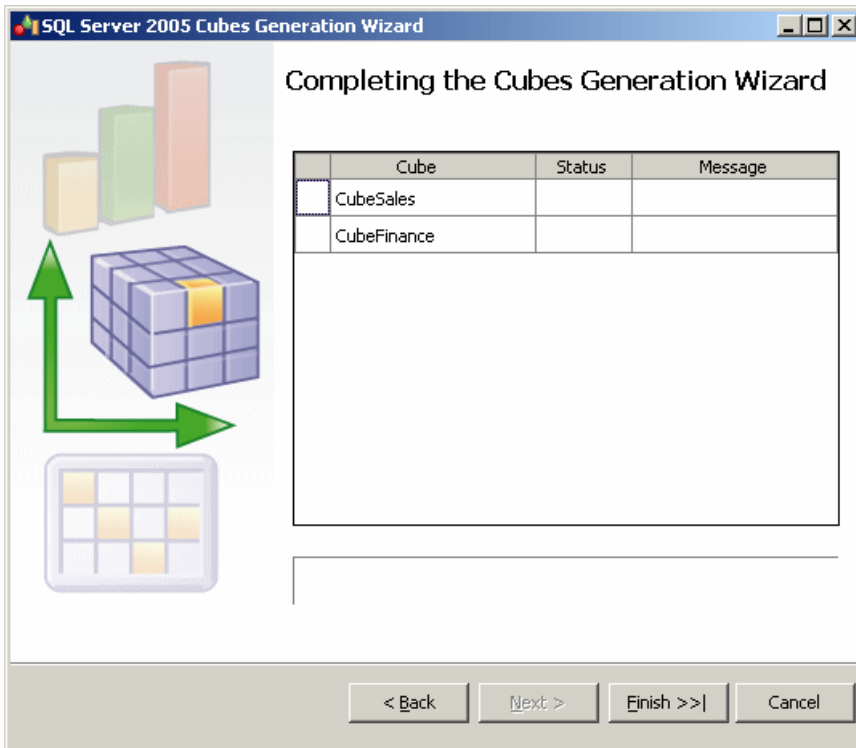 SQL Server 2005 Cubes Generation Wizard
Completing the Cubes Generation Wizard
Cube Status Message
CubeSales
CubeFinance
< Back Next > Finish >>| Cancel